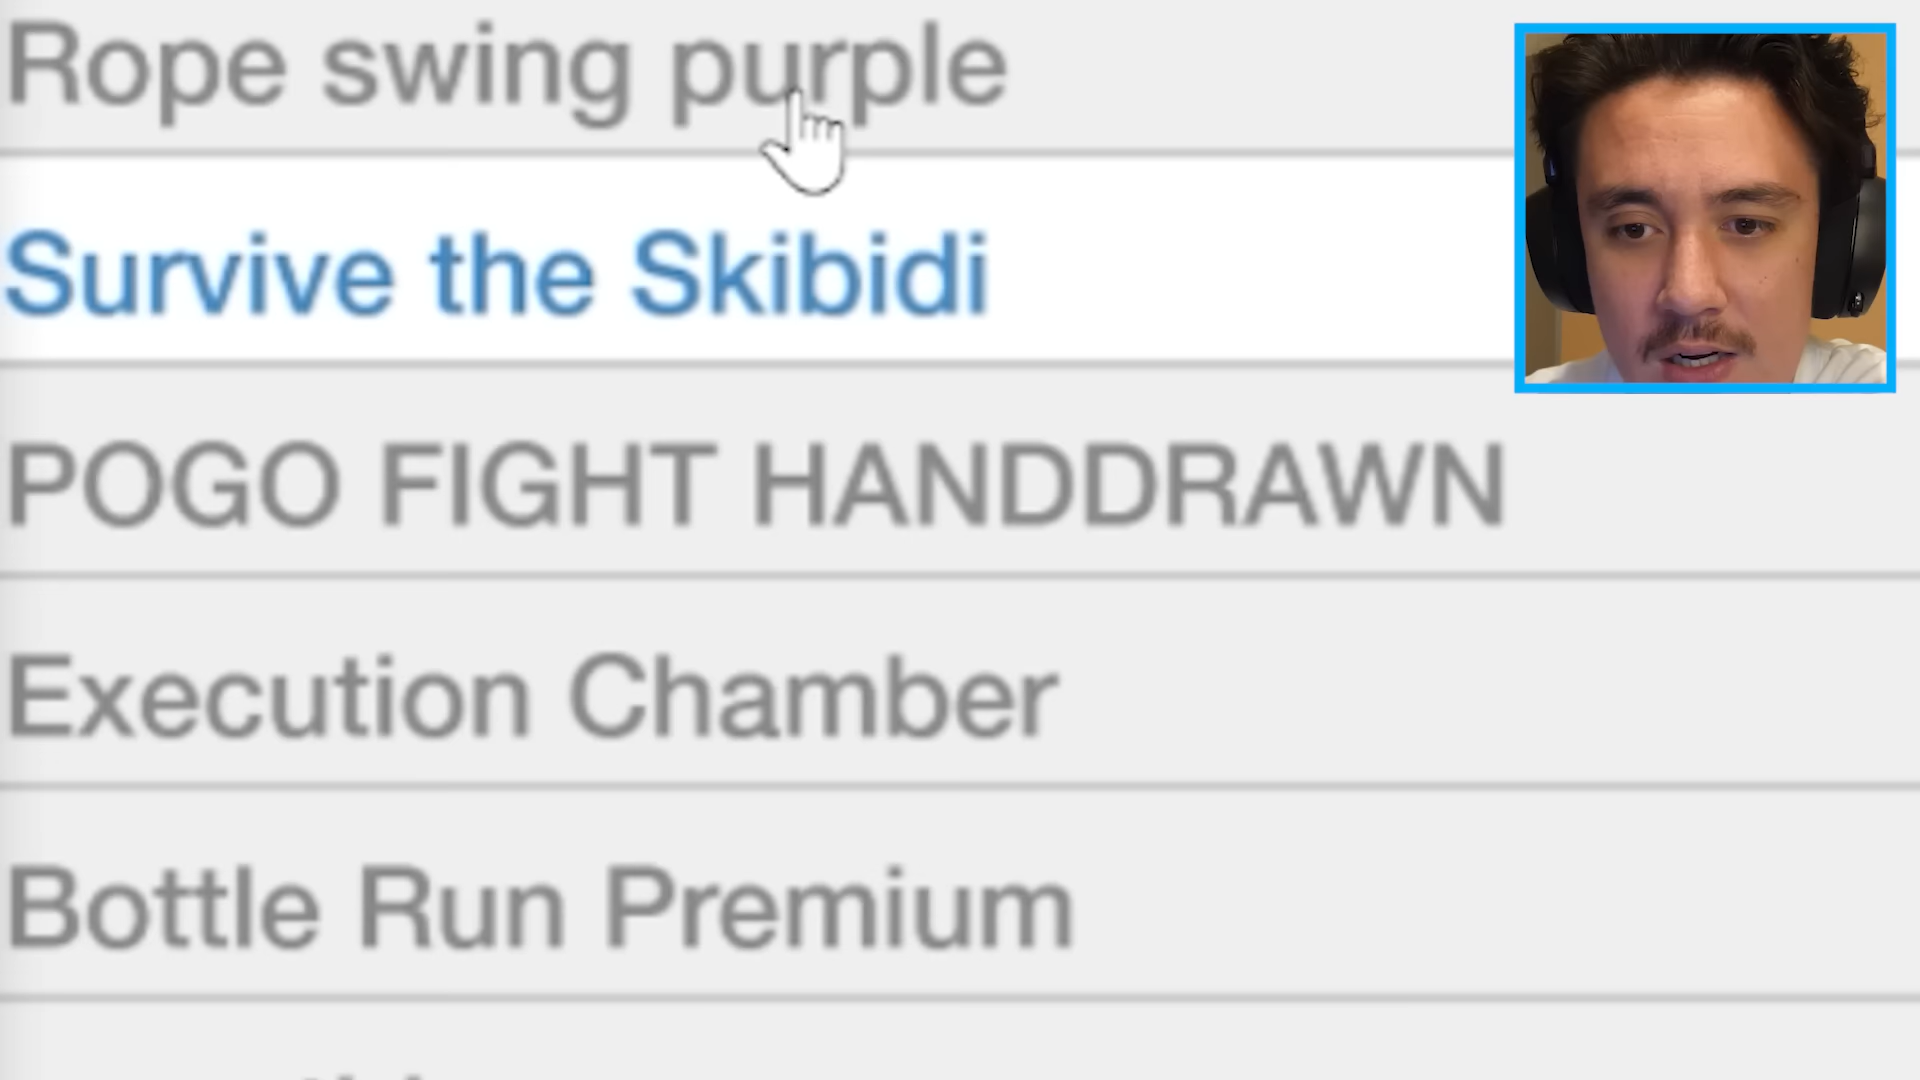 Rope swing purple
Survive the Skibidi
POGO FIGHT HANDDRAWN
Execution Chamber
Bottle Run Premium